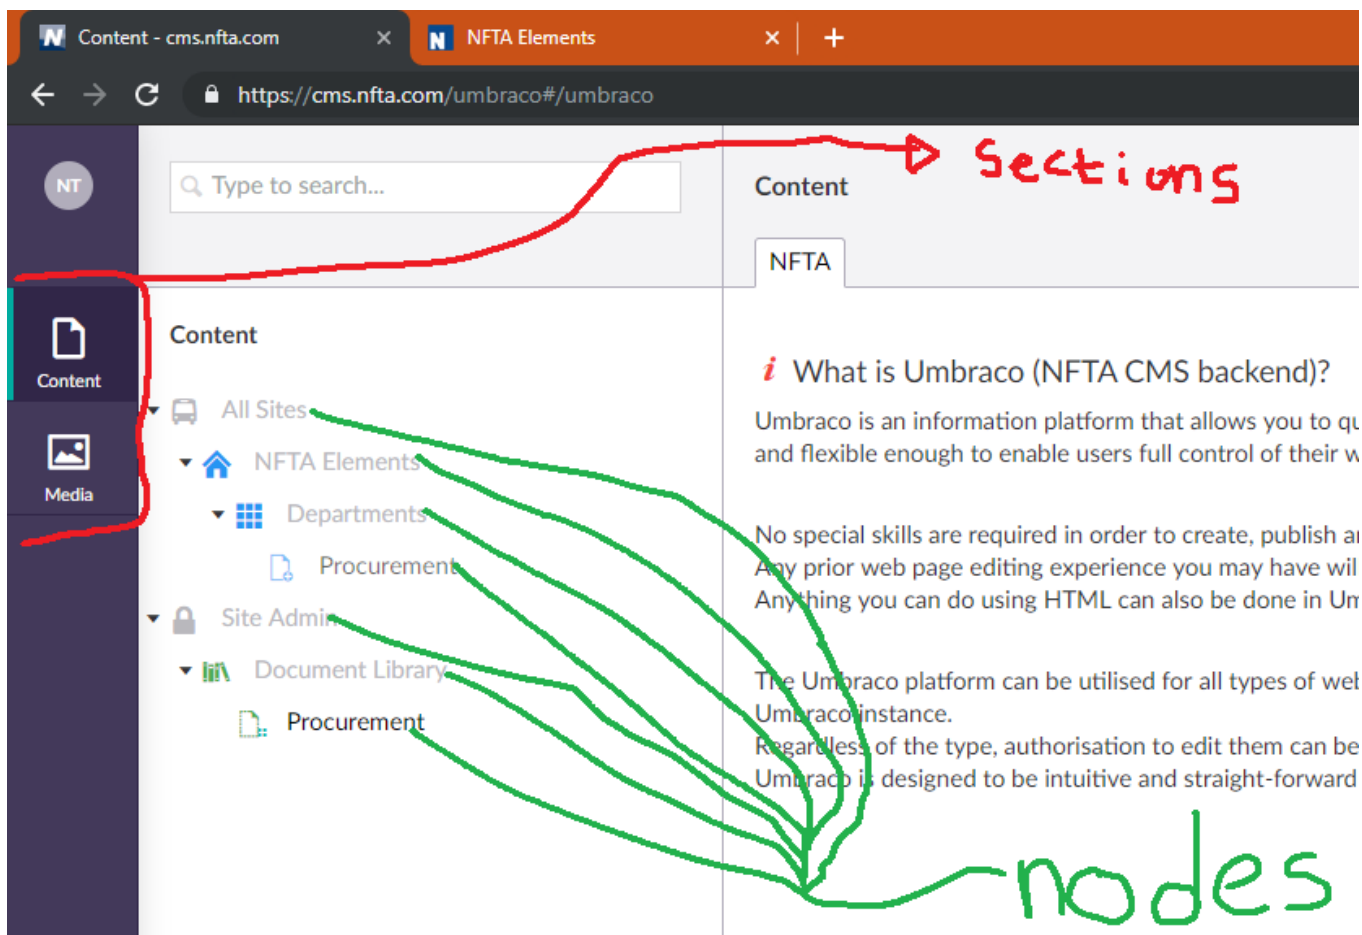 Content - cms.nfta.com
NFTA Elements
https://cms.nfta.com/umbraco#/umbraco
sections
NT
Type to search...
Content
NFTA
Content
Content
Media
All Sites
NFTA Elements
Departments
Procurement
Site Admin
Document Library
Procurement
i What is Umbraco (NFTA CMS backend)?
Umbraco is an information platform that allows you to qu
and flexible enough to enable users full control of their w
No special skills are required in order to create, publish an
Any prior web page editing experience you may have wil
Anything you can do using HTML can also be done in Um
The Umbraco platform can be utilised for all types of web
Umbraco instance.
Regardless of the type, authorisation to edit them can be
Umbraco is designed to be intuitive and straight-forward
nodes